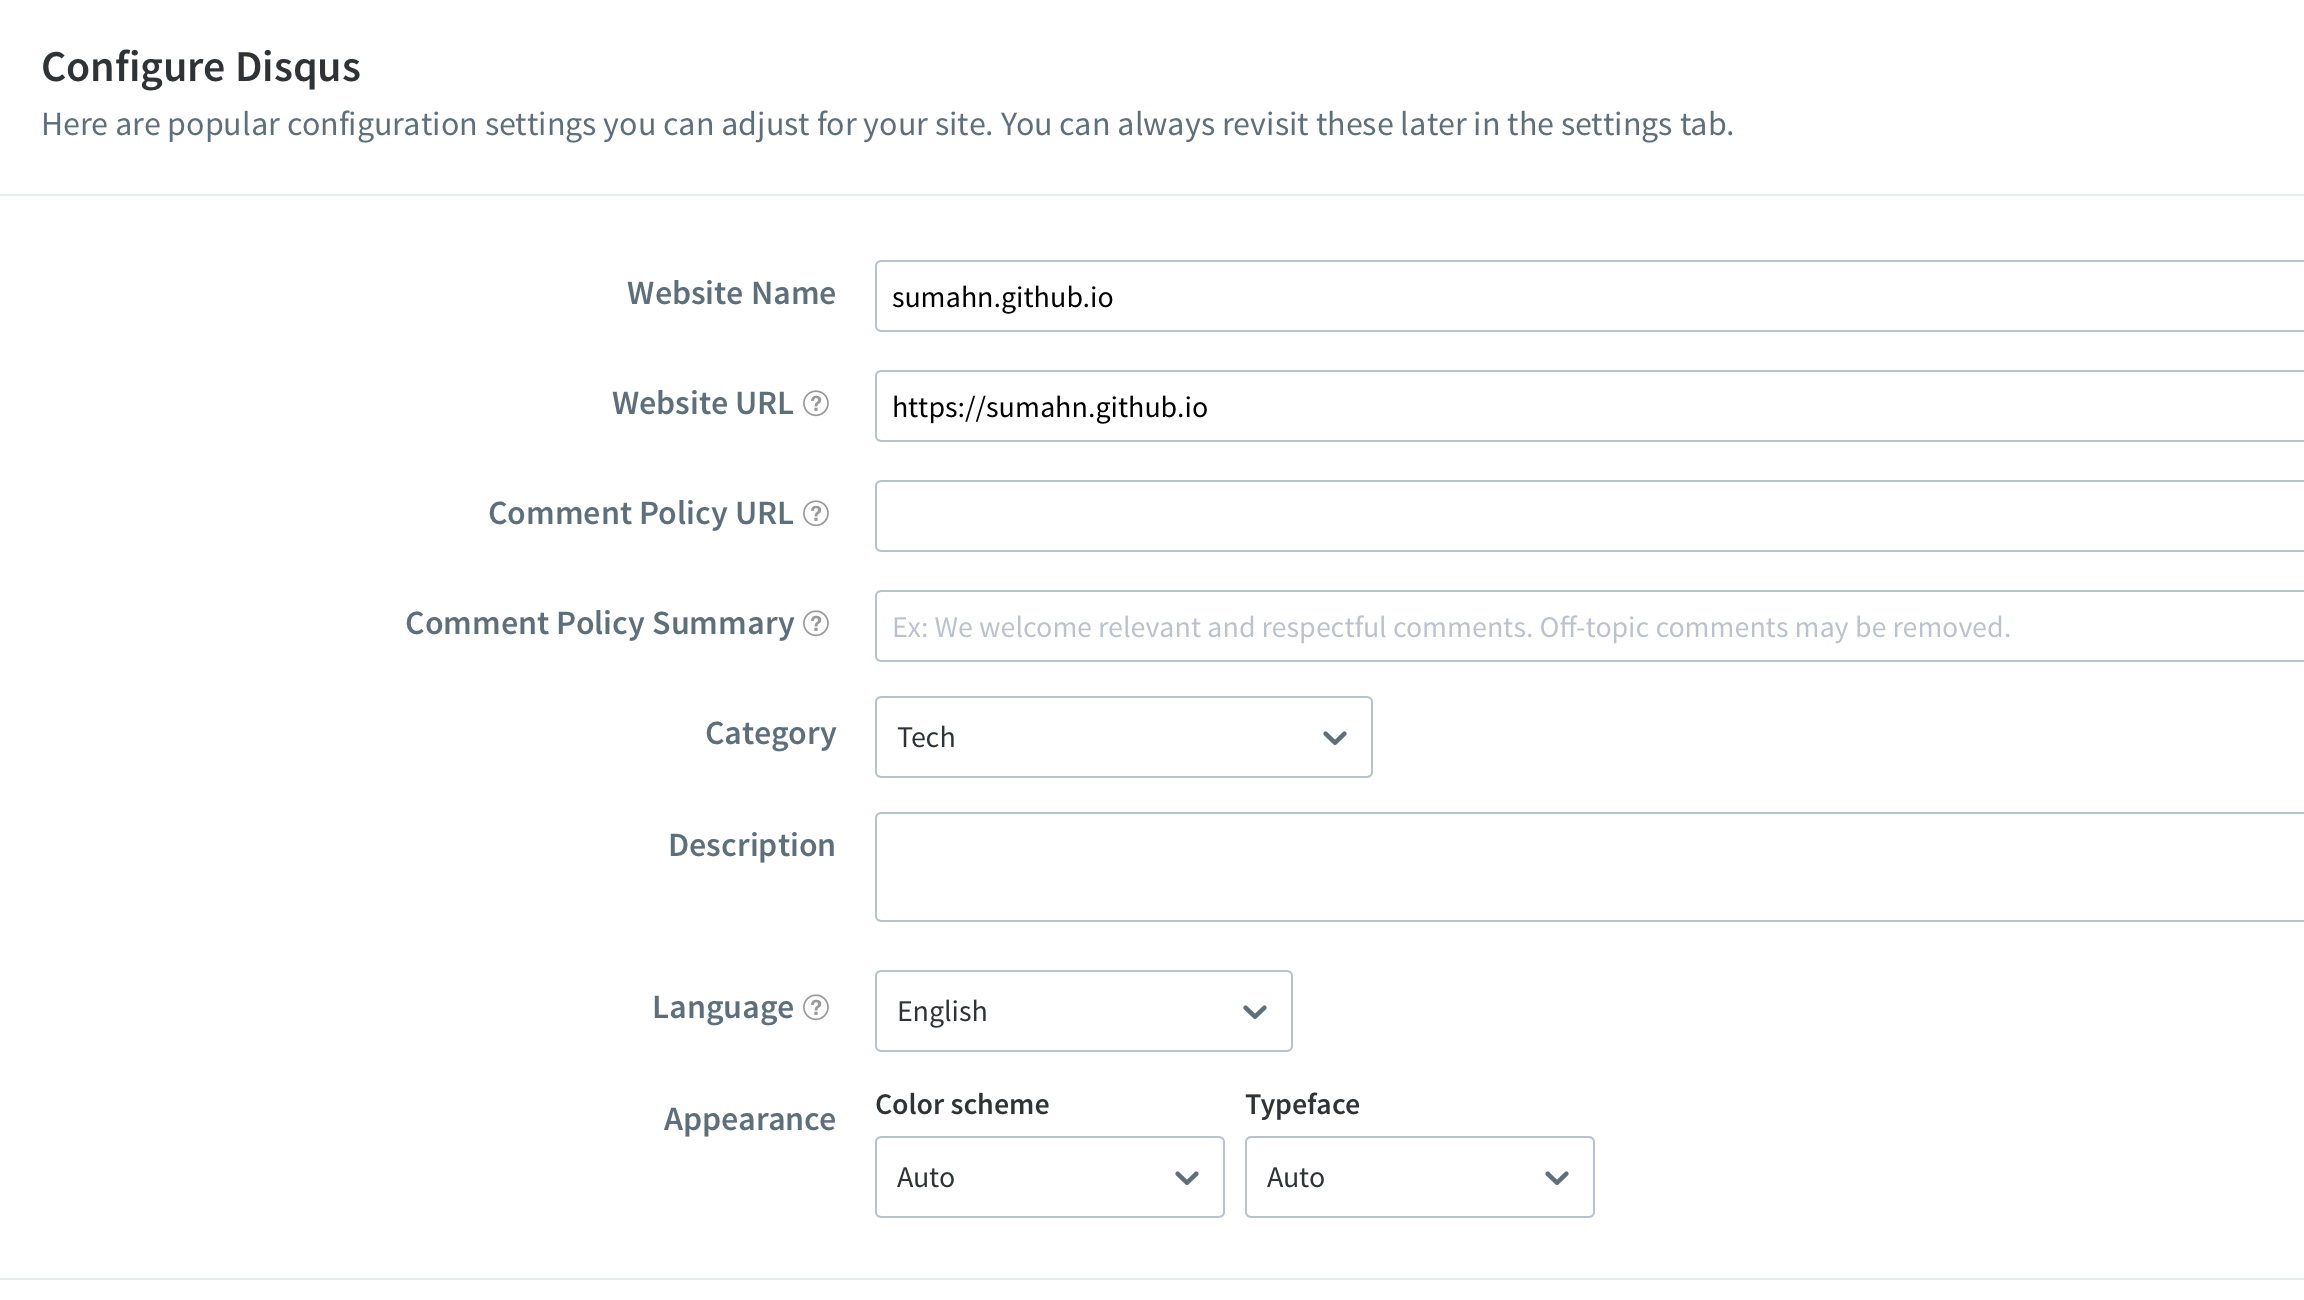 Configure Disqus
Here are popular configuration settings you can adjust for your site. You can always revisit these later in the settings tab.
Website Name
sumahn.github.io
Website URL ?
https://sumahn.github.io
Comment Policy URL ?
Comment Policy Summary ?
Ex: We welcome relevant and respectful comments. Off-topic comments may be removed.
Category
Tech
Description
Language ?
English
Appearance
Color scheme
Typeface
Auto
Auto